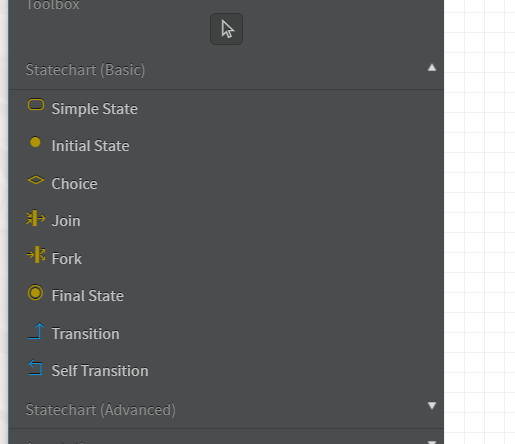 Toolbox
Statechart (Basic)
Simple State
Initial State
Choice
Join
Fork
Final State
Transition
Self Transition
Statechart (Advanced)